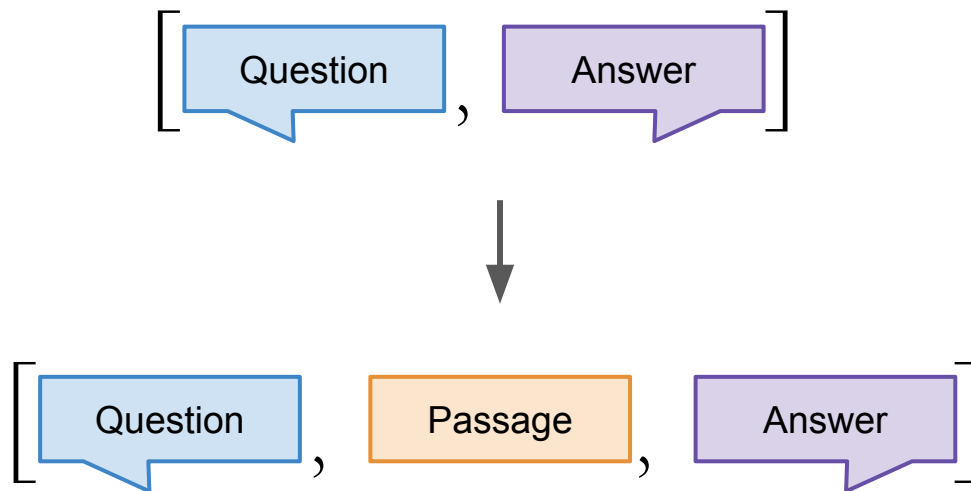 [ Question , Answer ]
[ Question , Passage , Answer ]